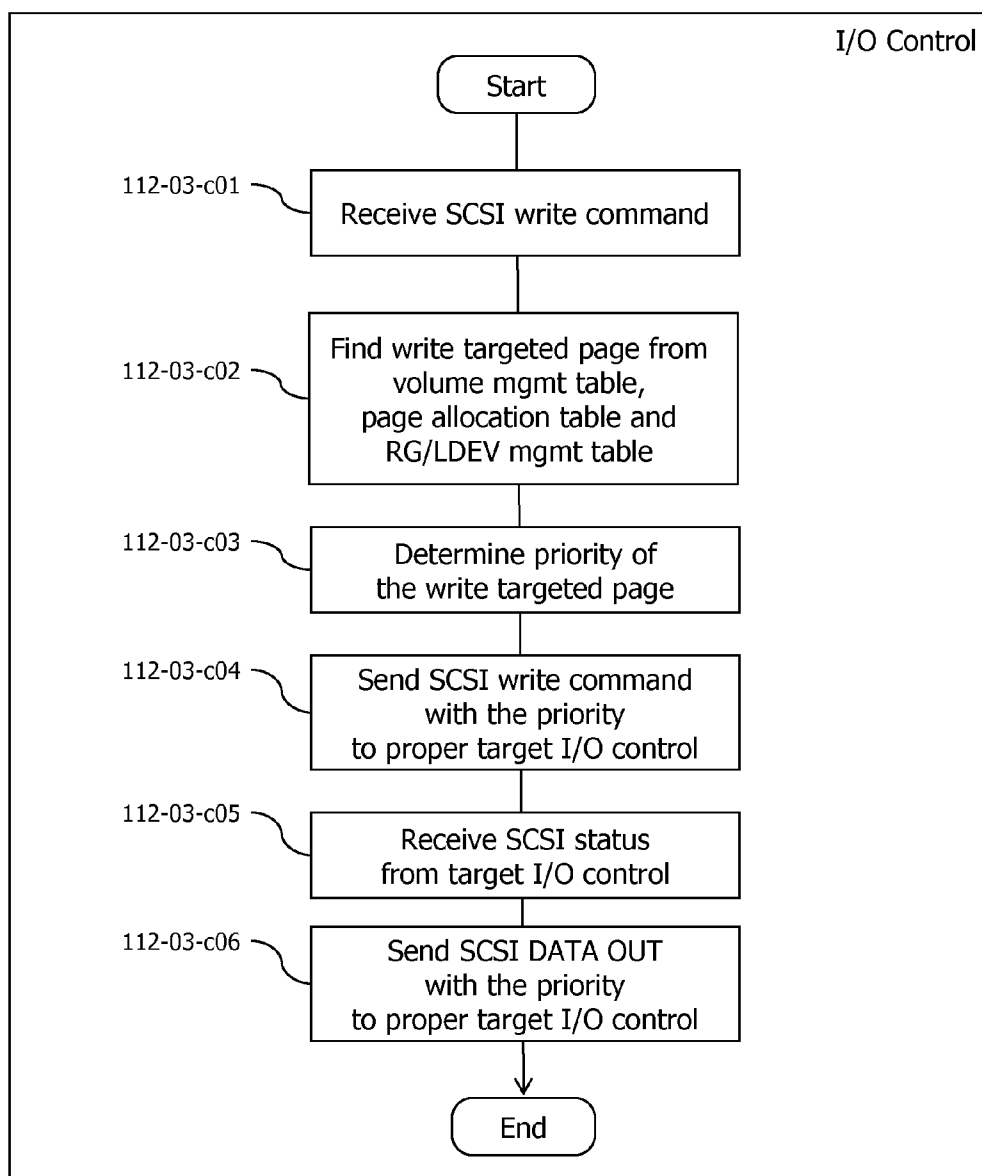 I/O Control
Start
112-03-c01
Receive SCSI write command
112-03-c02
Find write targeted page from
volume mgmt table,
page allocation table and
RG/LDEV mgmt table
112-03-c03
Determine priority of
the write targeted page
112-03-c04
Send SCSI write command
with the priority
to proper target I/O control
112-03-c05
Receive SCSI status
from target I/O control
112-03-c06
Send SCSI DATA OUT
with the priority
to proper target I/O control
End